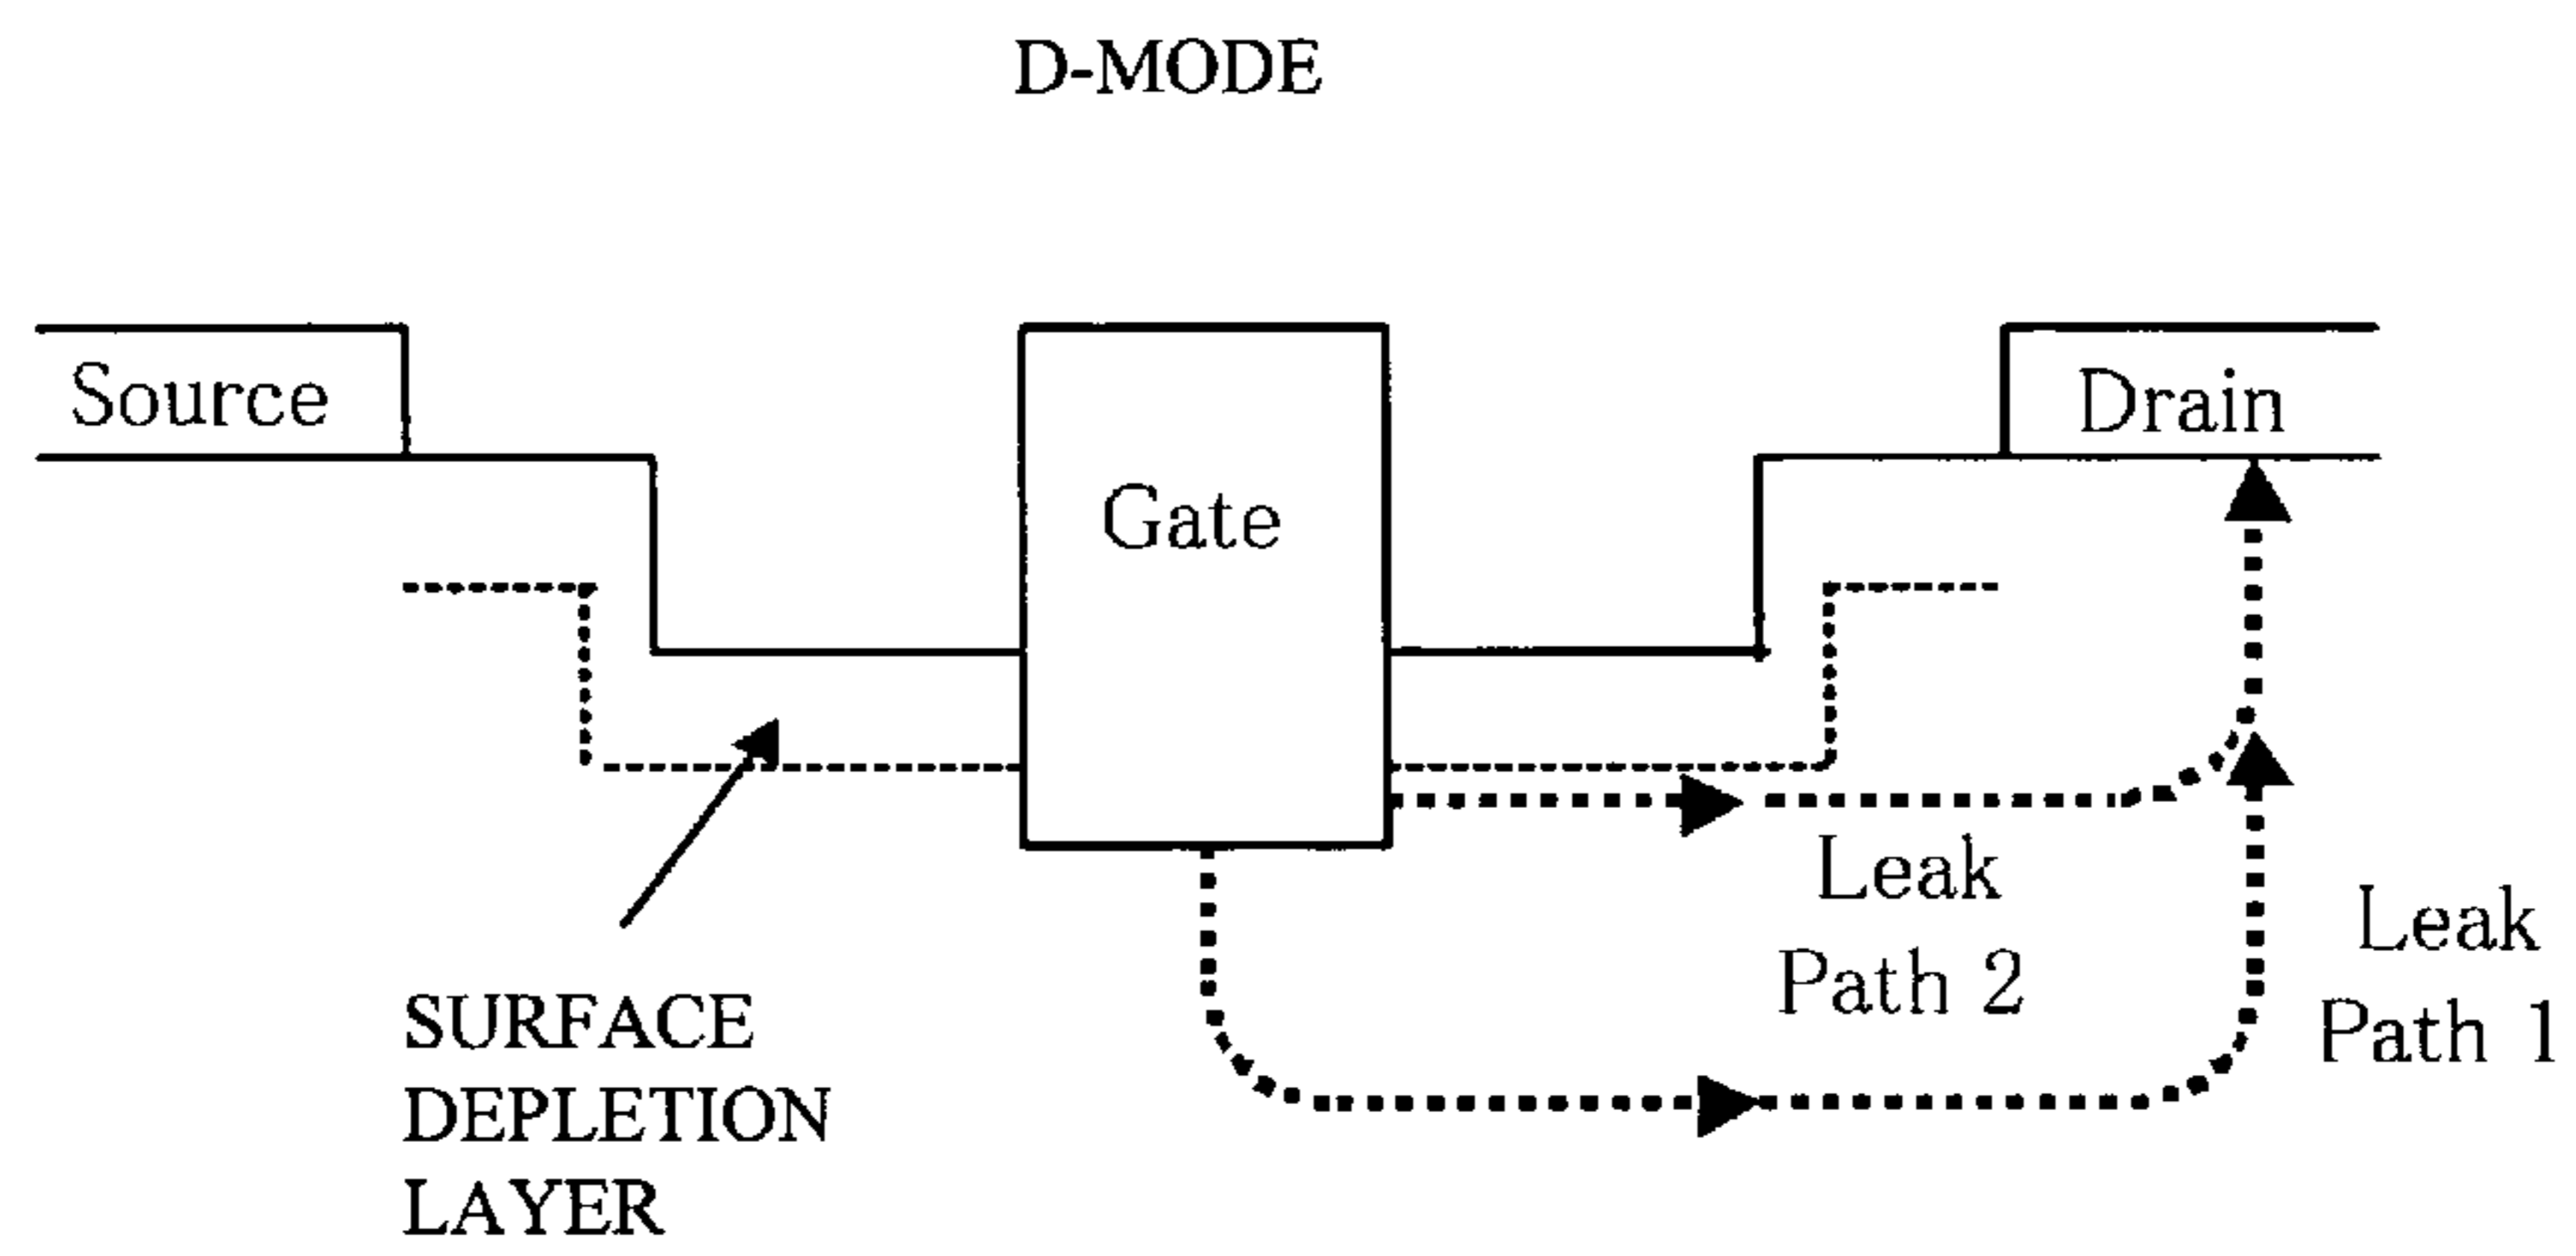 D-MODE
Source
Gate
Drain
Leak
Path 2
Leak
Path 1
SURFACE
DEPLETION
LAYER